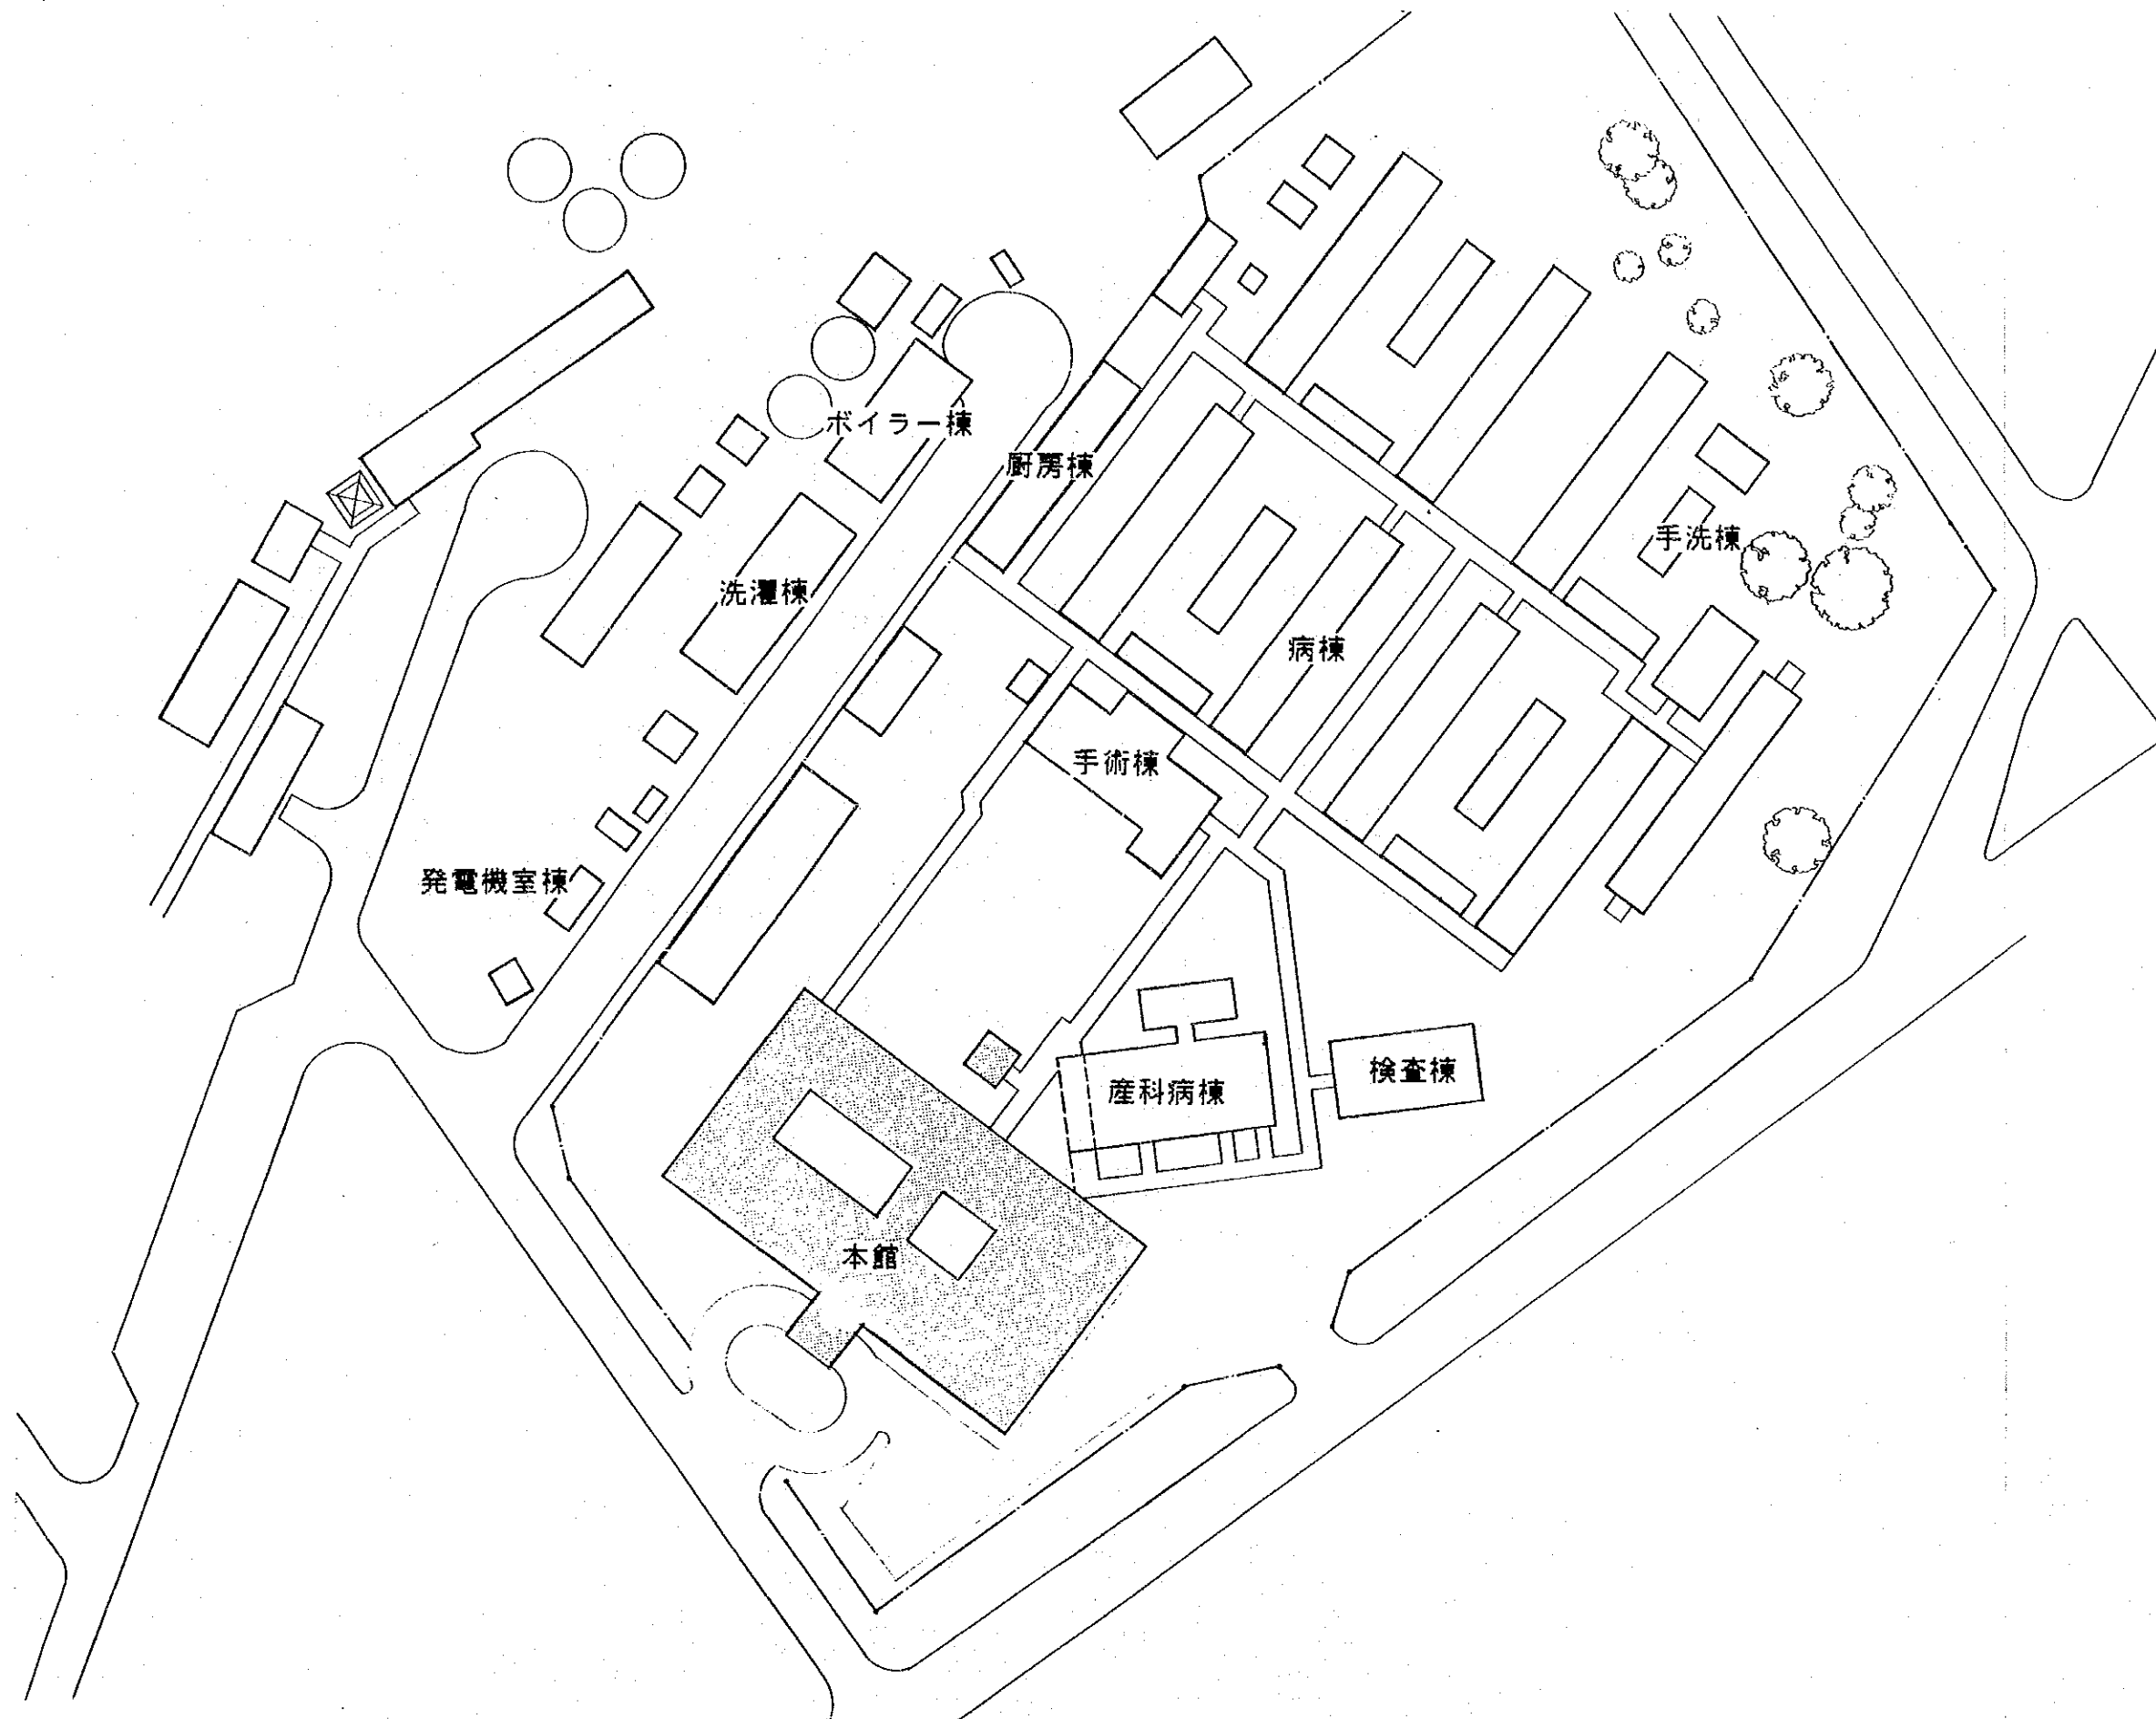 ボイラー棟
厨房棟
手洗棟
洗濯棟
病棟
手術棟
発電機室棟
検査棟
産科病棟
本館